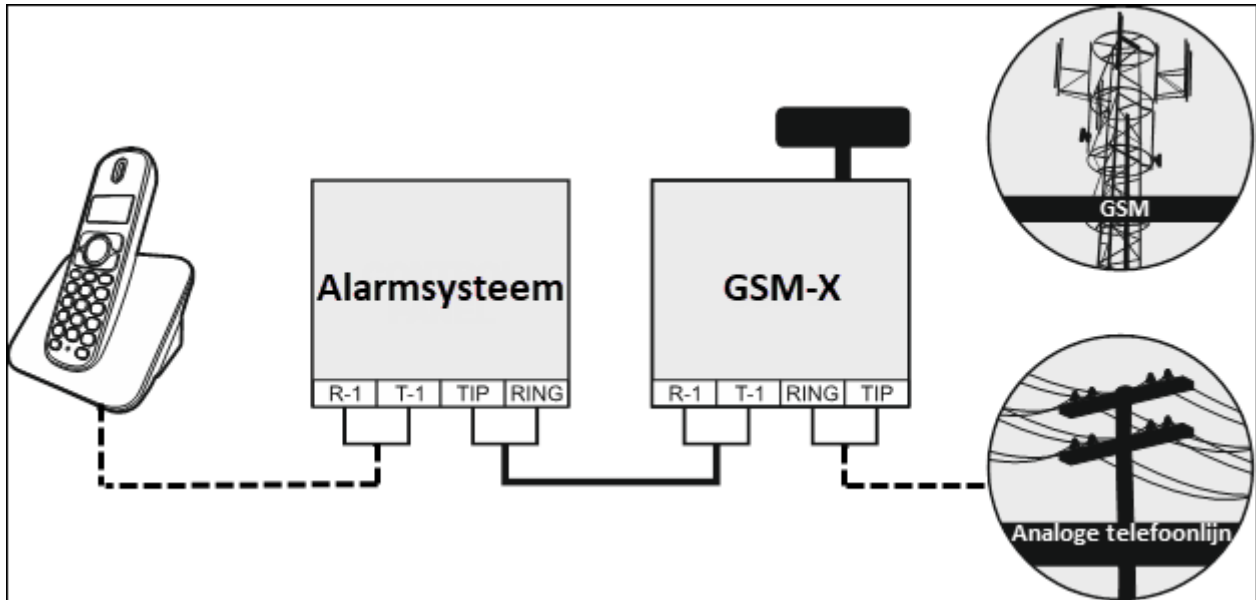 GSM
Alarmsysteem
GSM-X
R-1 T-1 TIP RING
R-1 T-1 RING TIP
Analoge telefoonlijn